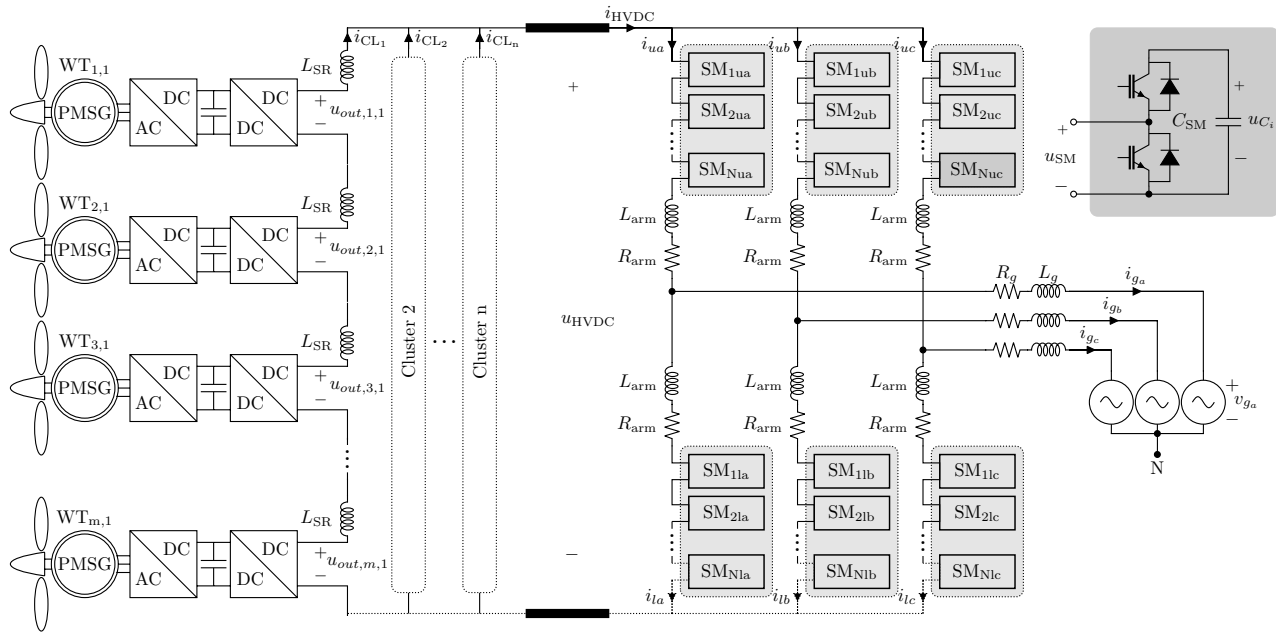 i_HVDC
i_CL₁ i_CL₂ i_CLₙ i_ua i_ub i_uc
WT_1,1 L_SR SM_1ua SM_1ub SM_1uc
PMSG AC DC DC DC + u_out,1,1 − + SM_2ua SM_2ub SM_2uc + u_SM − C_SM + u_Cᵢ −
SM_Nua SM_Nub SM_Nuc
WT_2,1 L_SR L_arm L_arm L_arm
PMSG AC DC DC DC + u_out,2,1 − R_arm R_arm R_arm
R_g L_g i_gₐ
i_g_b
Cluster 2 ... Cluster n u_HVDC
i_g_c
WT_3,1 L_SR
PMSG AC DC DC DC + u_out,3,1 − L_arm L_arm L_arm + v_gₐ −
R_arm R_arm R_arm
N
SM_1la SM_1lb SM_1lc
WT_m,1 L_SR SM_2la SM_2lb SM_2lc
PMSG AC DC DC DC + u_out,m,1 − −
SM_Nla SM_Nlb SM_Nlc
i_la i_lb i_lc